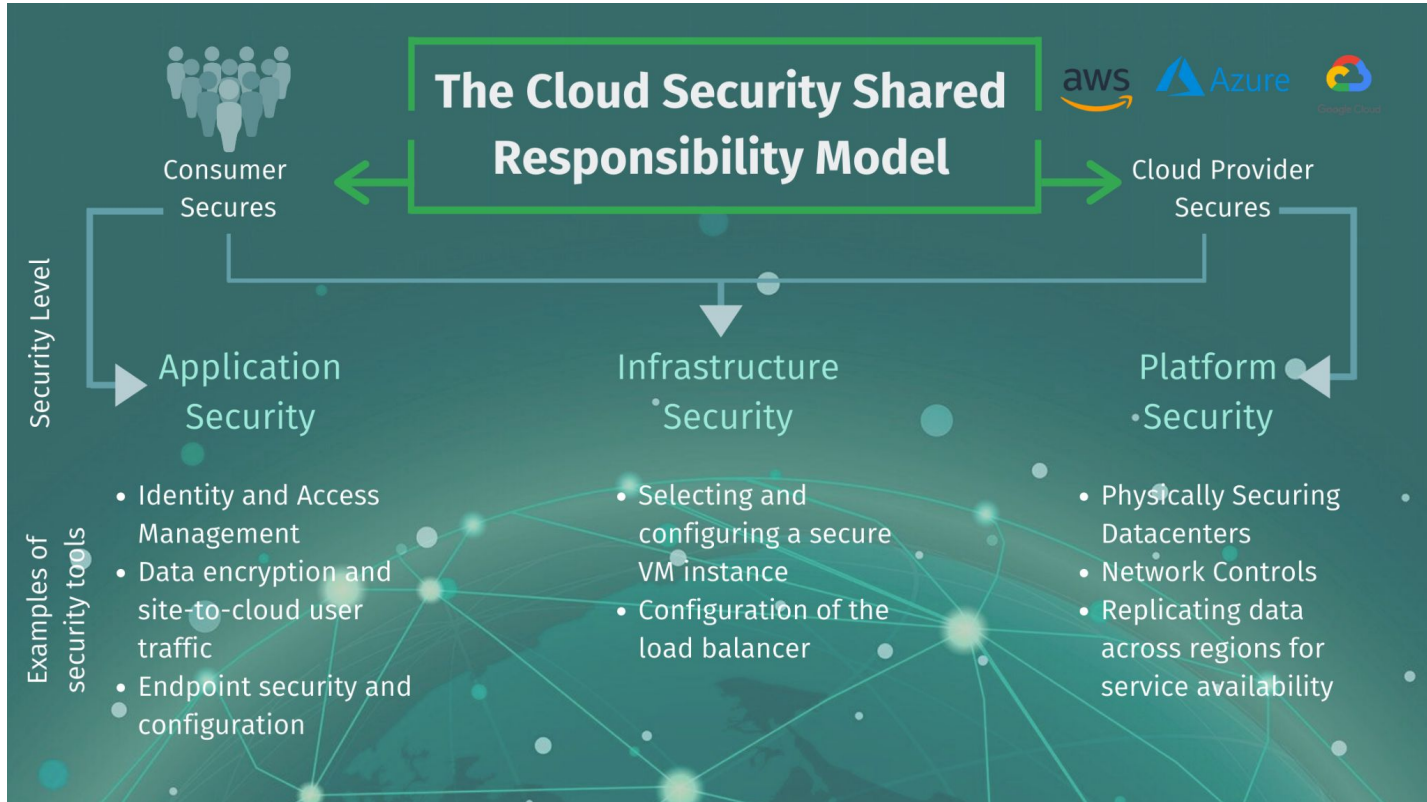 The Cloud Security Shared
Responsibility Model
aws
Azure
Google Cloud
Consumer
Secures
Cloud Provider
Secures
Security Level
Application
Security
Infrastructure
Security
Platform
Security
Examples of
security tools
• Identity and Access
Management
• Data encryption and
site-to-cloud user
traffic
• Endpoint security and
configuration
• Selecting and
configuring a secure
VM instance
• Configuration of the
load balancer
• Physically Securing
Datacenters
• Network Controls
• Replicating data
across regions for
service availability